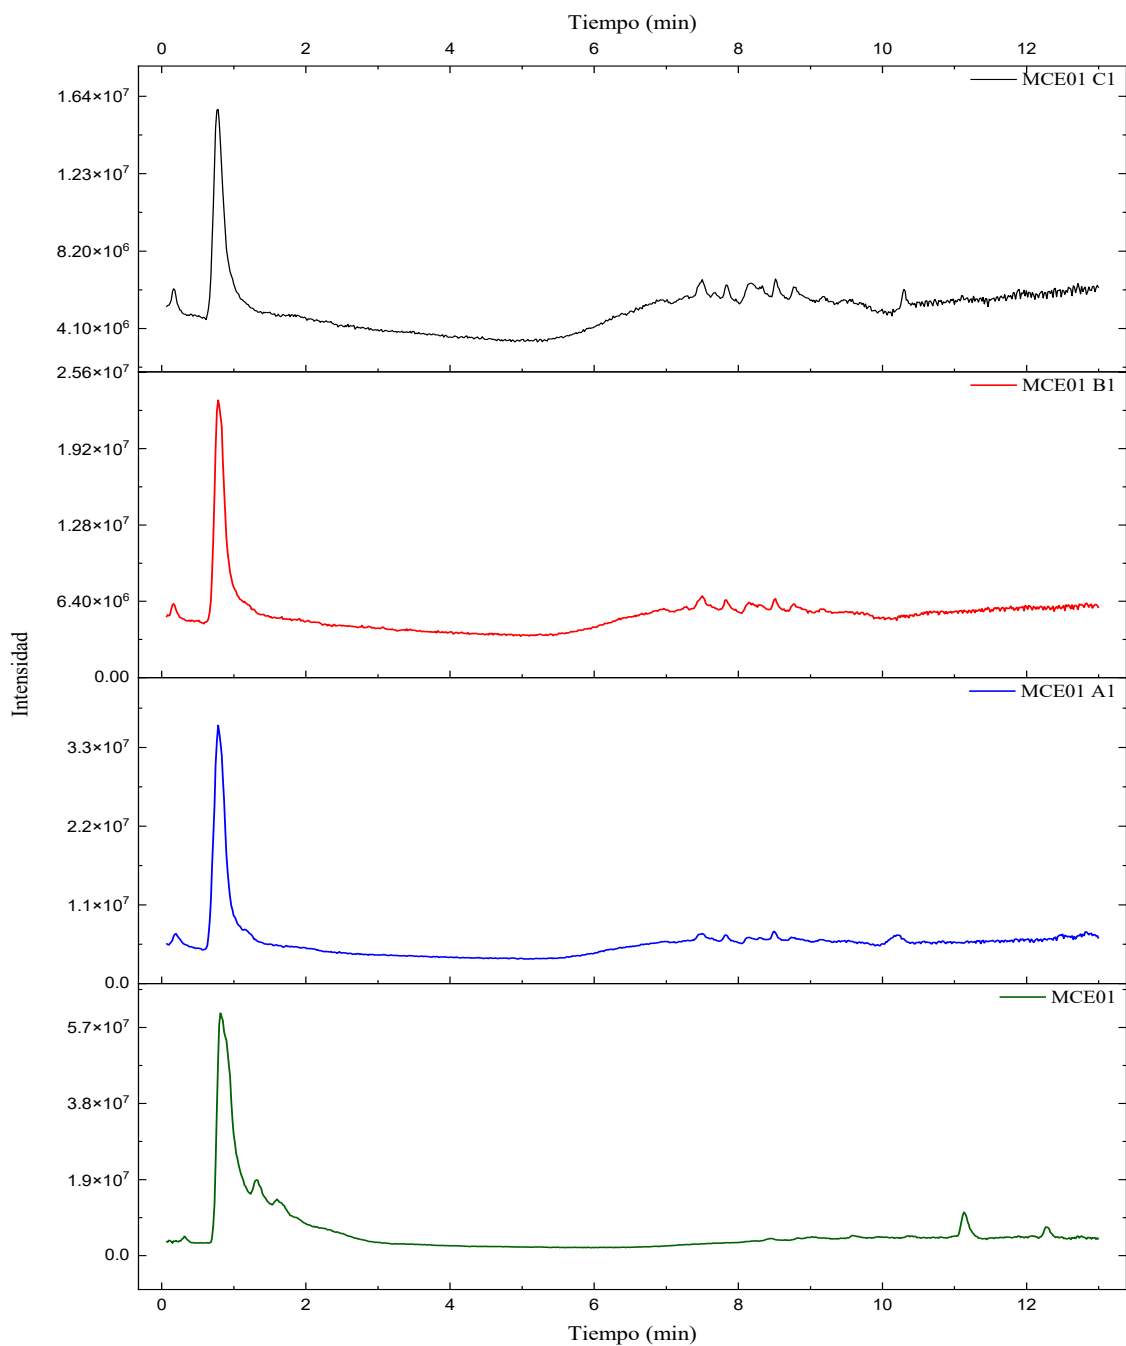 Tiempo (min)
0 2 4 6 8 10 12
MCE01 C1
1.64×10⁷
1.23×10⁷
8.20×10⁶
4.10×10⁶
2.56×10⁷
MCE01 B1
1.92×10⁷
1.28×10⁷
6.40×10⁶
0.00
Intensidad
MCE01 A1
3.3×10⁷
2.2×10⁷
1.1×10⁷
0.0
MCE01
5.7×10⁷
3.8×10⁷
1.9×10⁷
0.0
0 2 4 6 8 10 12
Tiempo (min)